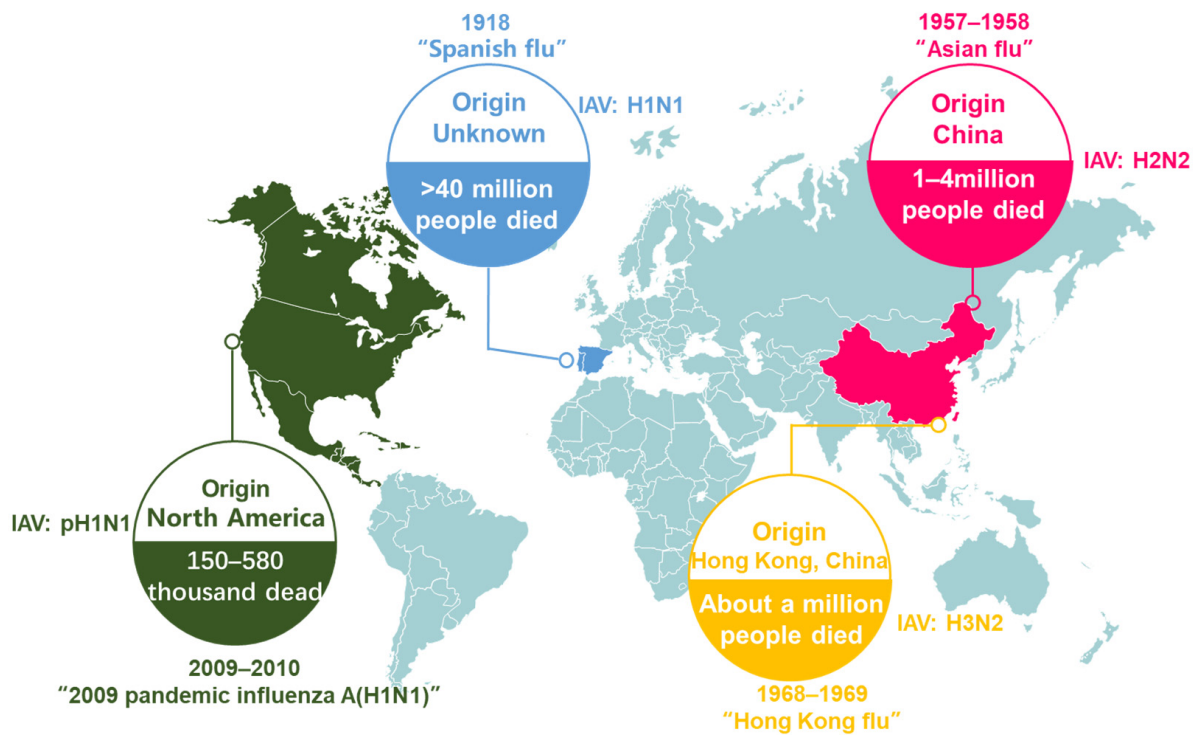 1918
“Spanish flu”
Origin
Unknown
>40 million
people died
IAV: H1N1
1957–1958
“Asian flu”
Origin
China
1–4million
people died
IAV: H2N2
Origin
North America
150–580
thousand dead
IAV: pH1N1
2009–2010
“2009 pandemic influenza A(H1N1)”
Origin
Hong Kong, China
About a million
people died
IAV: H3N2
1968–1969
“Hong Kong flu”